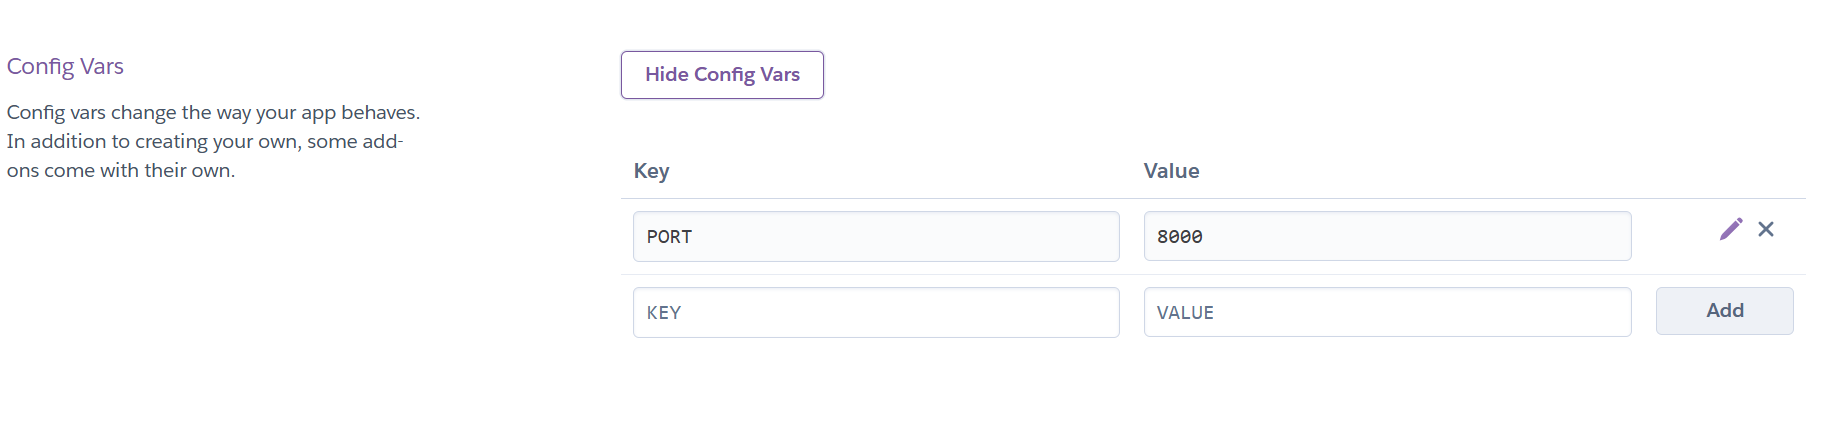 Config Vars
Hide Config Vars
Config vars change the way your app behaves.
In addition to creating your own, some add-
ons come with their own.
Key Value
PORT 8000
KEY VALUE Add